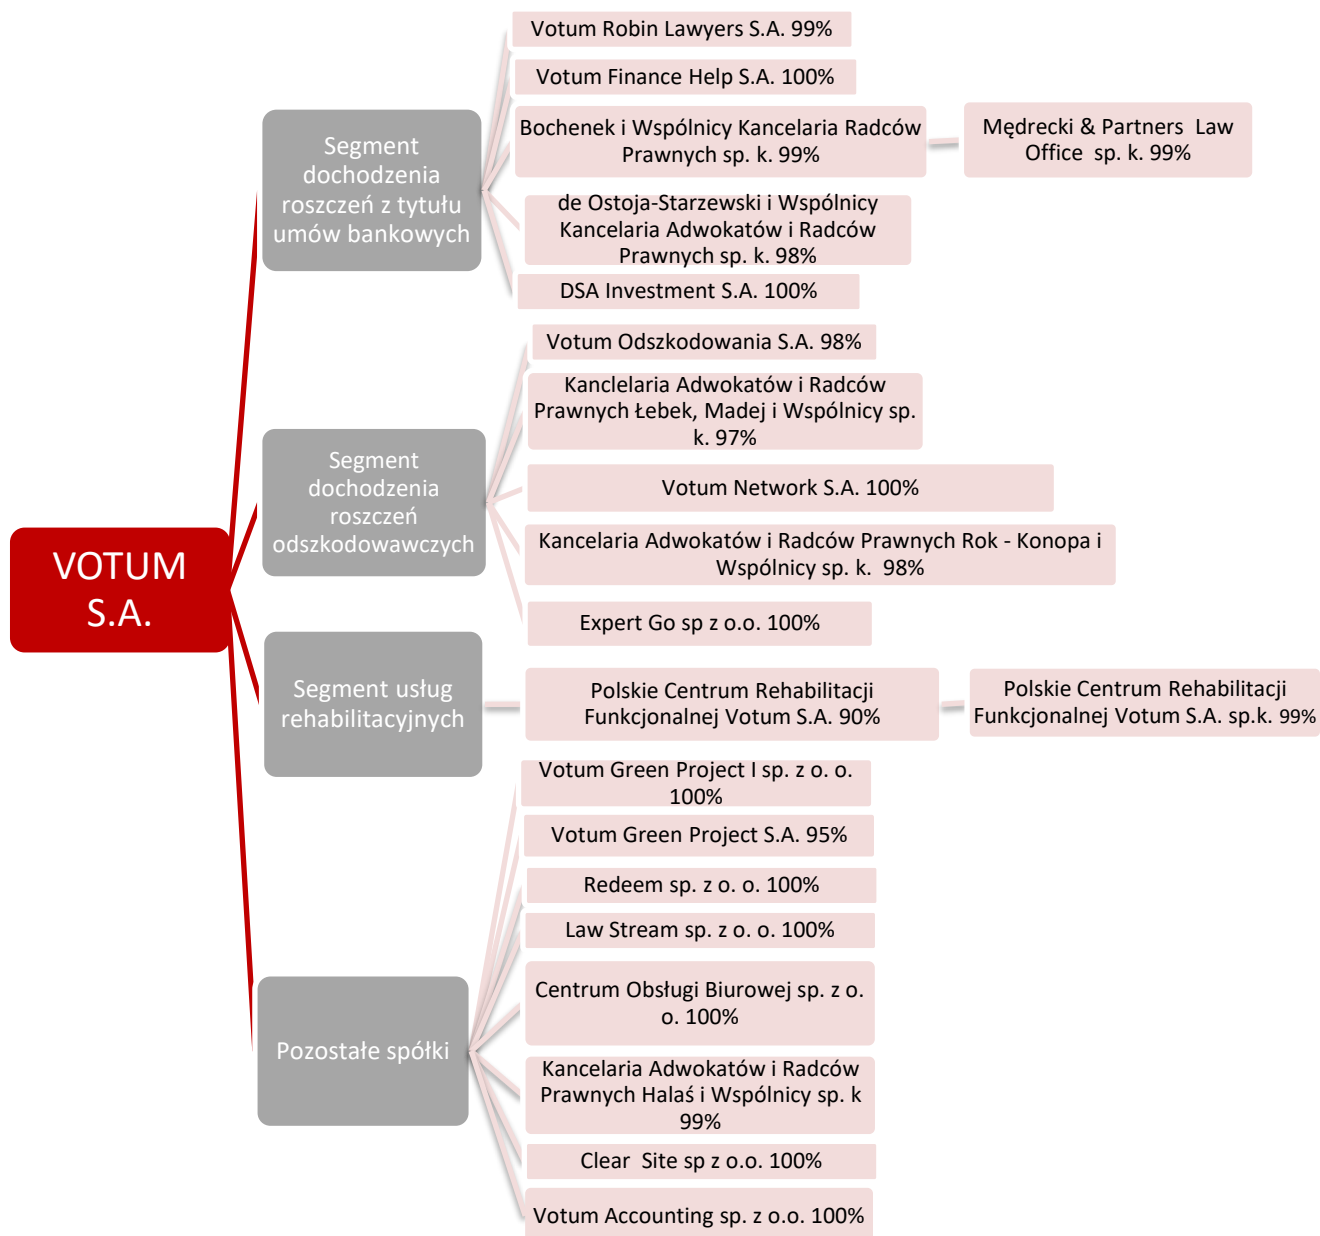 VOTUM
S.A.
Segment
dochodzenia
roszczeń z tytułu
umów bankowych
Votum Robin Lawyers S.A. 99%
Votum Finance Help S.A. 100%
Bochenek i Wspólnicy Kancelaria Radców
Prawnych sp. k. 99%
Mędrecki & Partners  Law
Office  sp. k. 99%
de Ostoja-Starzewski i Wspólnicy
Kancelaria Adwokatów i Radców
Prawnych sp. k. 98%
DSA Investment S.A. 100%
Segment
dochodzenia
roszczeń
odszkodowawczych
Votum Odszkodowania S.A. 98%
Kanclelaria Adwokatów i Radców
Prawnych Łebek, Madej i Wspólnicy sp.
k. 97%
Votum Network S.A. 100%
Kancelaria Adwokatów i Radców Prawnych Rok - Konopa i
Wspólnicy sp. k.  98%
Expert Go sp z o.o. 100%
Segment usług
rehabilitacyjnych
Polskie Centrum Rehabilitacji
Funkcjonalnej Votum S.A. 90%
Polskie Centrum Rehabilitacji
Funkcjonalnej Votum S.A. sp.k. 99%
Pozostałe spółki
Votum Green Project I sp. z o. o.
100%
Votum Green Project S.A. 95%
Redeem sp. z o. o. 100%
Law Stream sp. z o. o. 100%
Centrum Obsługi Biurowej sp. z o.
o. 100%
Kancelaria Adwokatów i Radców
Prawnych Halaś i Wspólnicy sp. k
99%
Clear  Site sp z o.o. 100%
Votum Accounting sp. z o.o. 100%